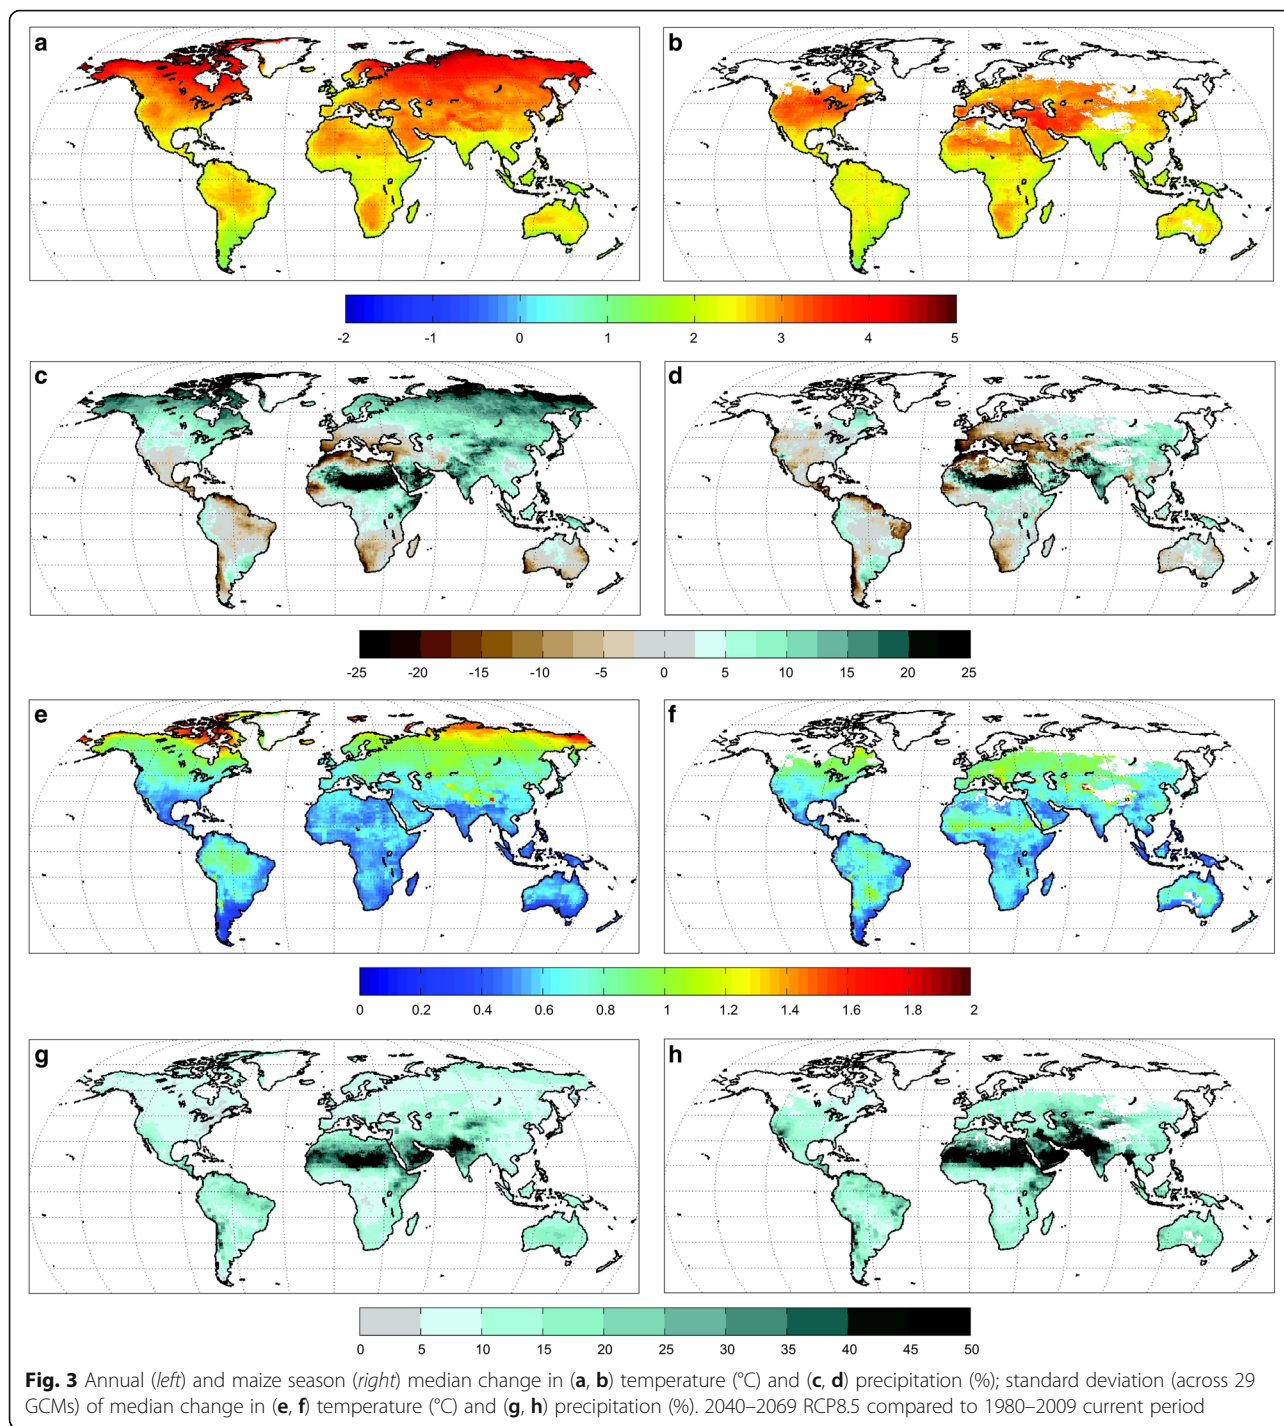 a
b
-2 -1 0 1 2 3 4 5
c
d
-25 -20 -15 -10 -5 0 5 10 15 20 25
e
f
0 0.2 0.4 0.6 0.8 1 1.2 1.4 1.6 1.8 2
g
h
0 5 10 15 20 25 30 35 40 50
Fig. 3 Annual (left) and maize season (right) median change in (a, b) temperature (°C) and (c, d) precipitation (%); standard deviation (across 29
GCMs) of median change in (e, f) temperature (°C) and (g, h) precipitation (%). 2040–2069 RCP8.5 compared to 1980–2009 current period